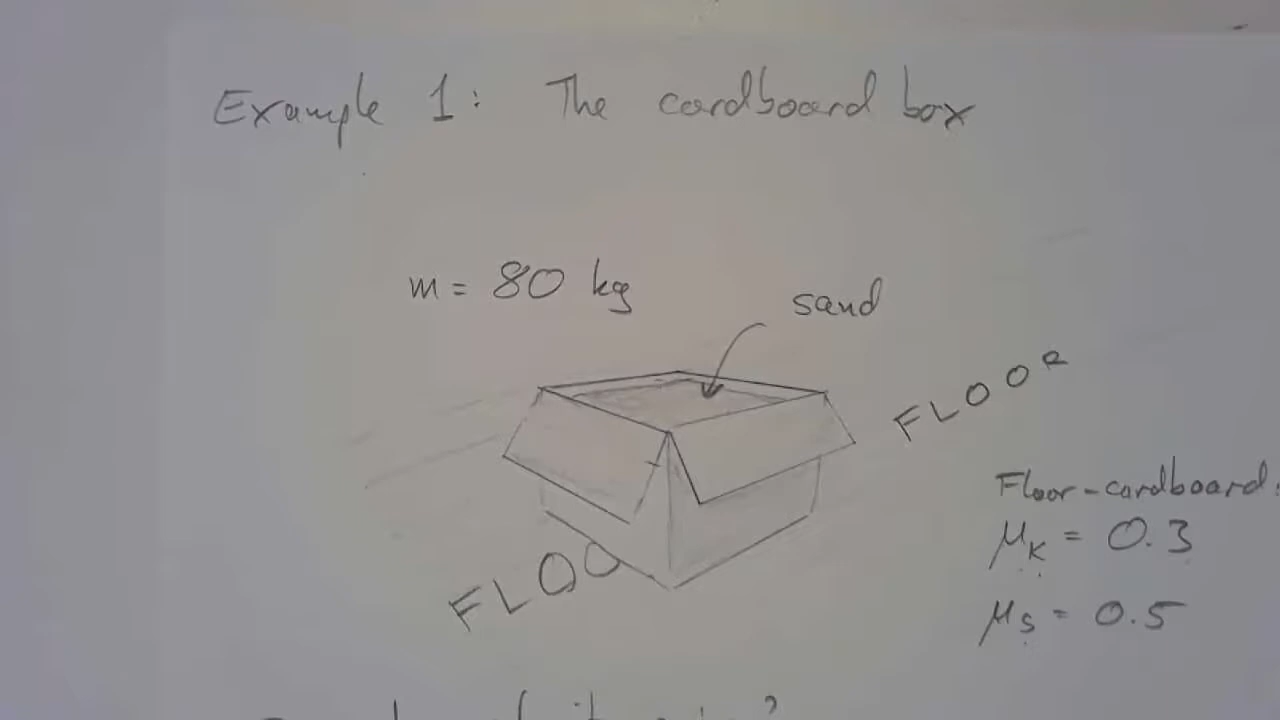 Example 1: The cardboard box
m = 80 kg
sand
FLOOR
Floor-cardboard:
μK = 0.3
μS = 0.5
FLOO